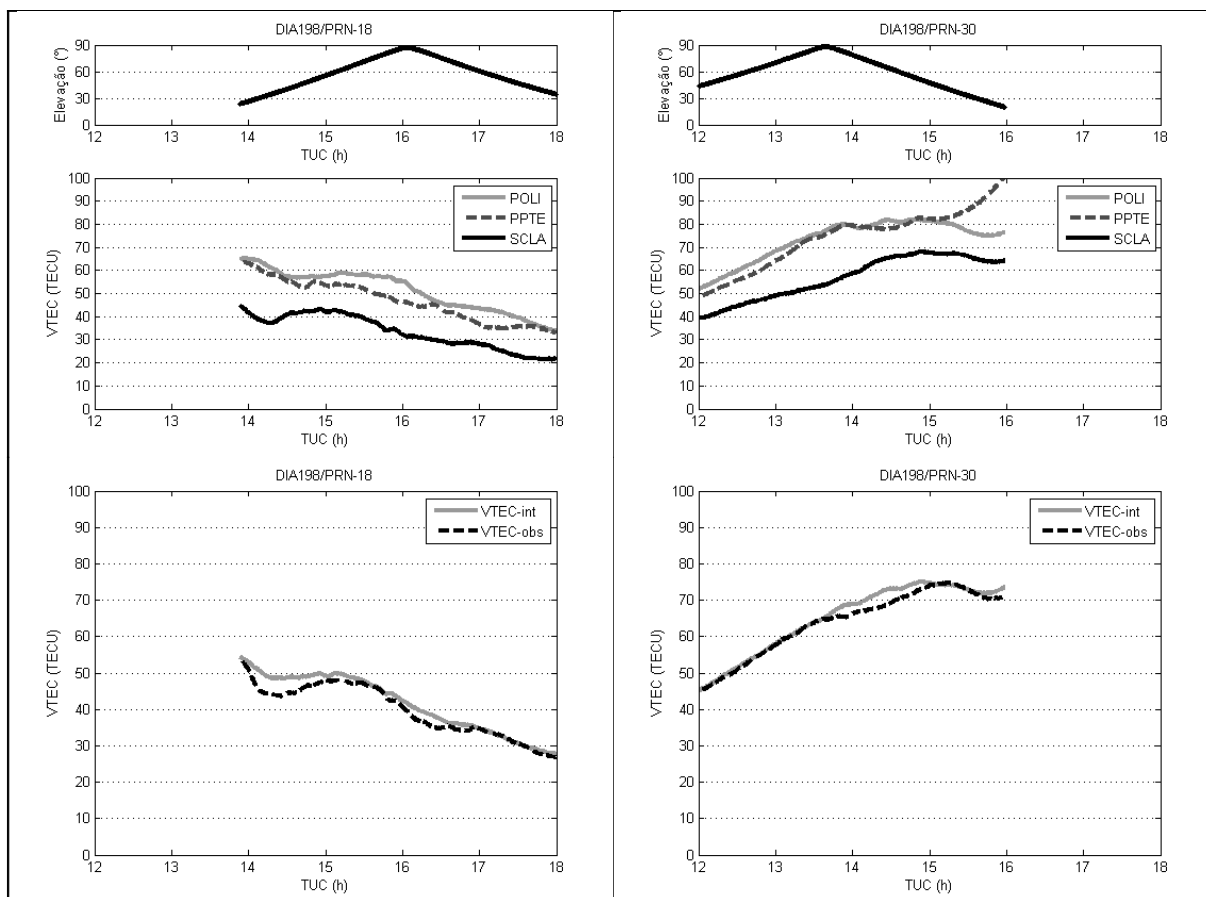 DIA198/PRN-18
90
60
30
0
Elevação (º)
12 13 14 15 16 17 18
TUC (h)
100
90
80
70
60
50
40
30
20
10
0
VTEC (TECU)
POLI
PPTE
SCLA
12 13 14 15 16 17 18
TUC (h)
DIA198/PRN-30
90
60
30
0
Elevação (º)
12 13 14 15 16 17 18
TUC (h)
100
90
80
70
60
50
40
30
20
10
0
VTEC (TECU)
POLI
PPTE
SCLA
12 13 14 15 16 17 18
TUC (h)
DIA198/PRN-18
100
90
80
70
60
50
40
30
20
10
0
VTEC (TECU)
VTEC-int
VTEC-obs
12 13 14 15 16 17 18
TUC (h)
DIA198/PRN-30
100
90
80
70
60
50
40
30
20
10
0
VTEC (TECU)
VTEC-int
VTEC-obs
12 13 14 15 16 17 18
TUC (h)